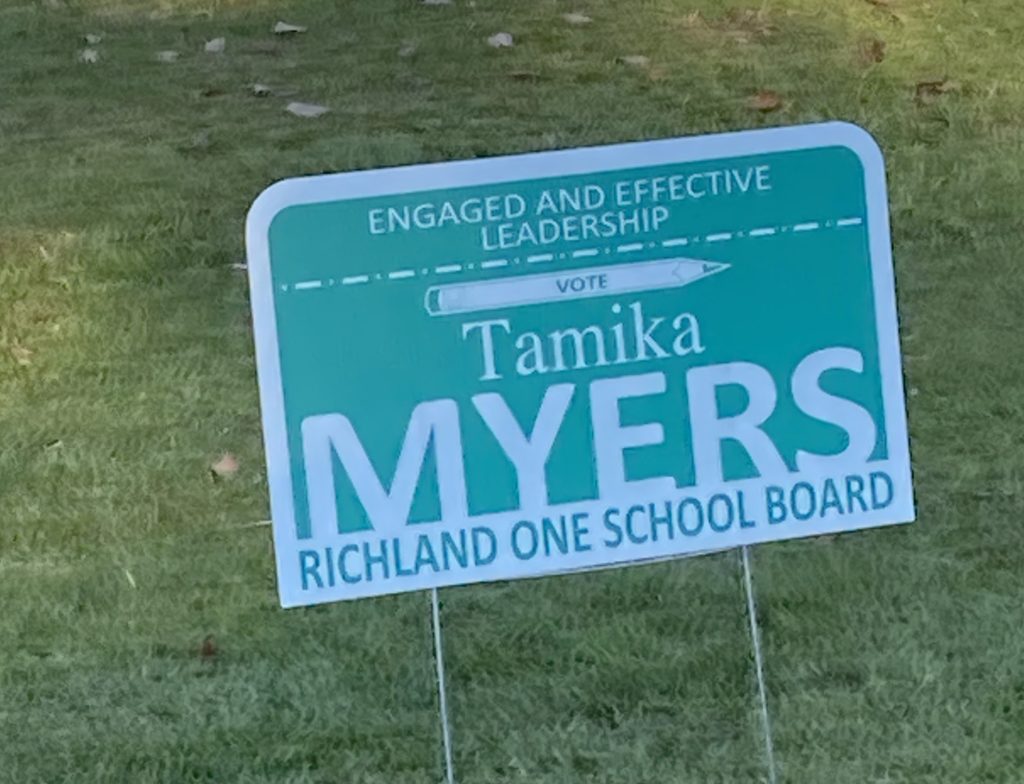 ENGAGED AND EFFECTIVE
LEADERSHIP
VOTE
Tamika
MYERS
RICHLAND ONE SCHOOL BOARD